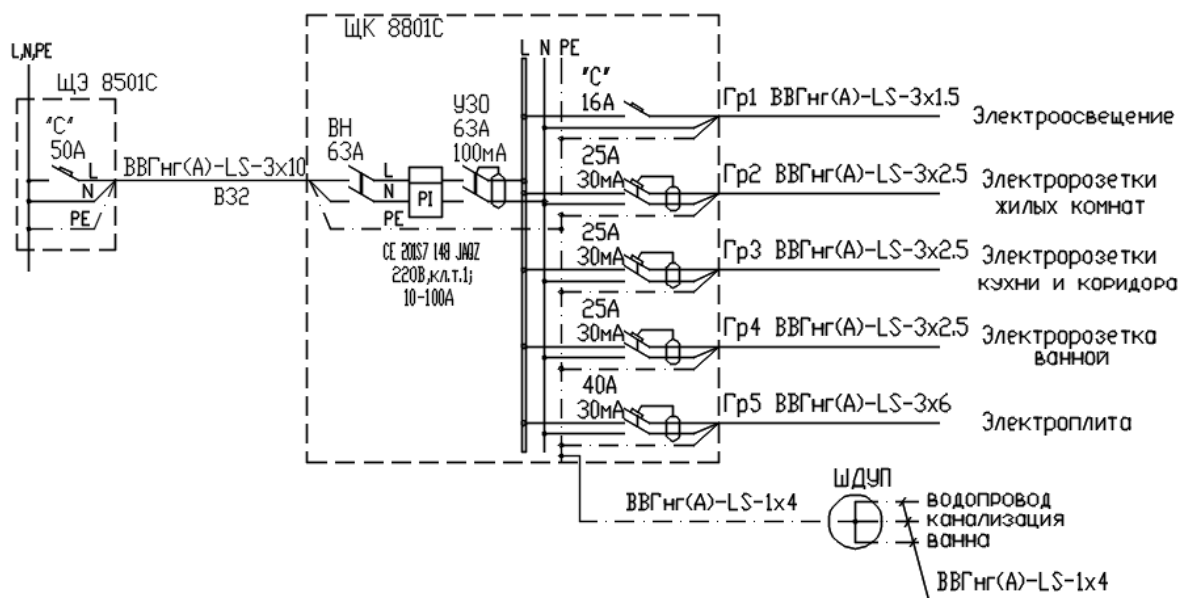 ЩК 8801С
L,N,PE
L N PE
ЩЭ 8501С
"С"
50А
L
N
PE
ВВГнг(А)-LS-3х10
В32
ВН
63А
L
N
PE
PI
УЗО
63А
100мА
CE 201S7 148 JAQZ
220В,кл.т.1;
10-100А
"С"
16А
Гр1 ВВГнг(А)-LS-3х1.5
Электроосвещение
25А
30мА
Гр2 ВВГнг(А)-LS-3х2.5
Электророзетки
жилых комнат
25А
30мА
Гр3 ВВГнг(А)-LS-3х2.5
Электророзетки
кухни и коридора
25А
30мА
Гр4 ВВГнг(А)-LS-3х2.5
Электророзетка
ванной
40А
30мА
Гр5 ВВГнг(А)-LS-3х6
Электроплита
ВВГнг(А)-LS-1х4
ШДУП
водопровод
канализация
ванна
ВВГнг(А)-LS-1х4